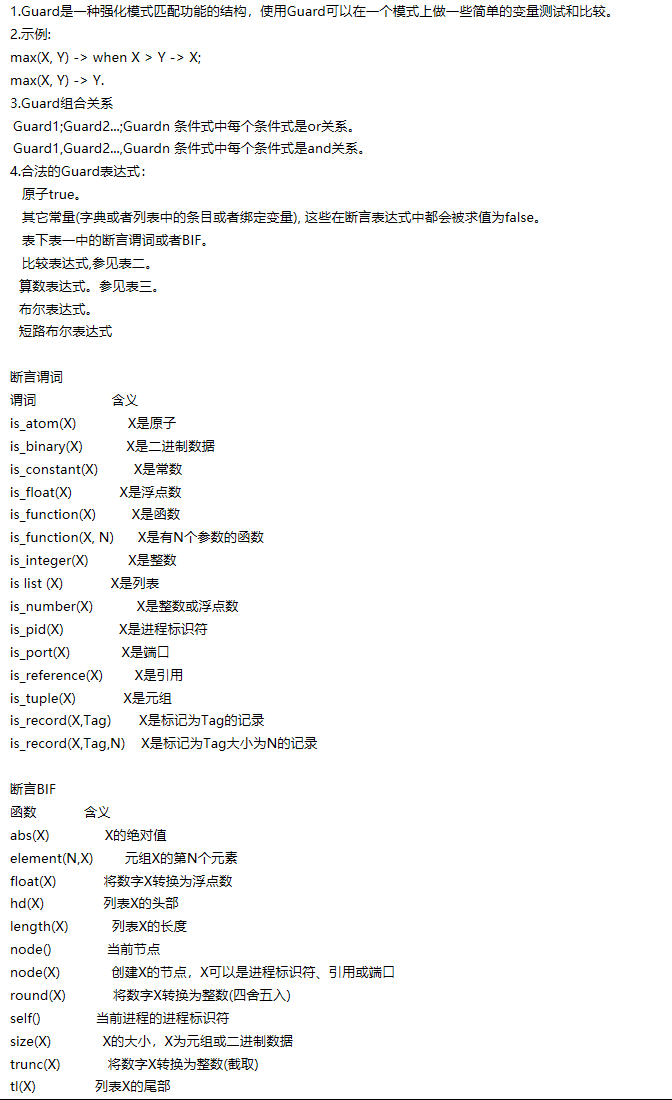 1.Guard是一种强化模式匹配功能的结构，使用Guard可以在一个模式上做一些简单的变量测试和比较。
2.示例:
max(X, Y) -> when X > Y -> X;
max(X, Y) -> Y.
3.Guard组合关系
Guard1;Guard2...;Guardn 条件式中每个条件式是or关系。
Guard1,Guard2...,Guardn 条件式中每个条件式是and关系。
4.合法的Guard表达式：
原子true。
其它常量(字典或者列表中的条目或者绑定变量), 这些在断言表达式中都会被求值为false。
表下表一中的断言谓词或者BIF。
比较表达式,参见表二。
算数表达式。参见表三。
布尔表达式。
短路布尔表达式
断言谓词
谓词 含义
is_atom(X) X是原子
is_binary(X) X是二进制数据
is_constant(X) X是常数
is_float(X) X是浮点数
is_function(X) X是函数
is_function(X, N) X是有N个参数的函数
is_integer(X) X是整数
is list (X) X是列表
is_number(X) X是整数或浮点数
is_pid(X) X是进程标识符
is_port(X) X是端口
is_reference(X) X是引用
is_tuple(X) X是元组
is_record(X,Tag) X是标记为Tag的记录
is_record(X,Tag,N) X是标记为Tag大小为N的记录
断言BIF
函数 含义
abs(X) X的绝对值
element(N,X) 元组X的第N个元素
float(X) 将数字X转换为浮点数
hd(X) 列表X的头部
length(X) 列表X的长度
node() 当前节点
node(X) 创建X的节点，X可以是进程标识符、引用或端口
round(X) 将数字X转换为整数(四舍五入)
self() 当前进程的进程标识符
size(X) X的大小，X为元组或二进制数据
trunc(X) 将数字X转换为整数(截取)
tl(X) 列表X的尾部